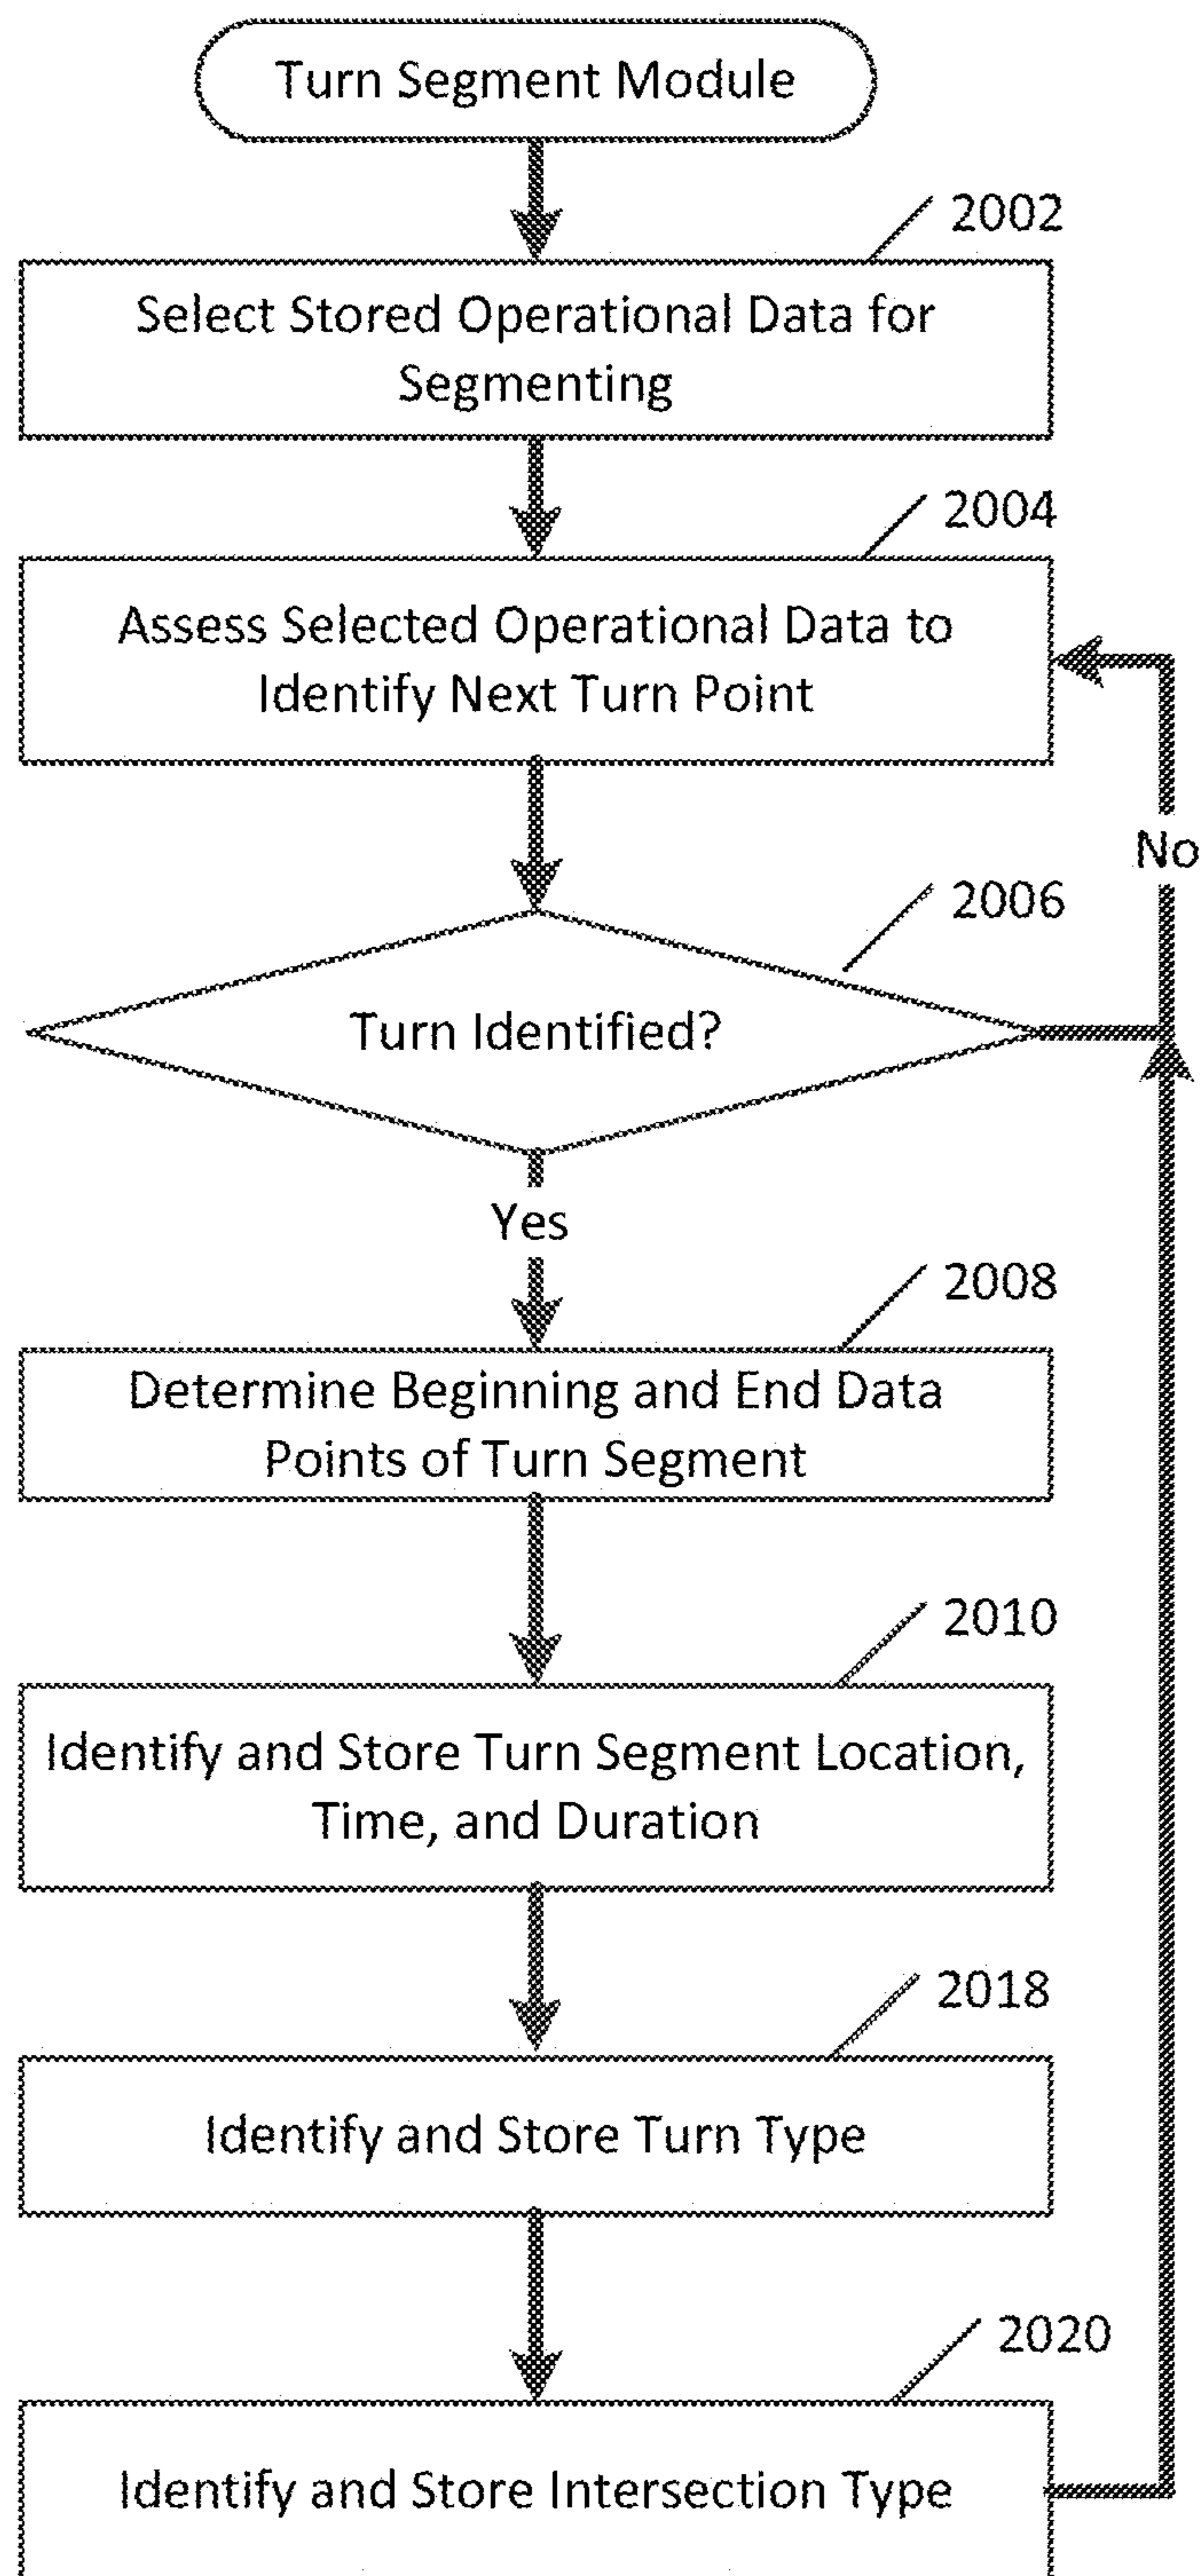 Turn Segment Module
2002
Select Stored Operational Data for
Segmenting
2004
Assess Selected Operational Data to
Identify Next Turn Point
No
2006
Turn Identified?
Yes
2008
Determine Beginning and End Data
Points of Turn Segment
2010
Identify and Store Turn Segment Location,
Time, and Duration
2018
Identify and Store Turn Type
2020
Identify and Store Intersection Type